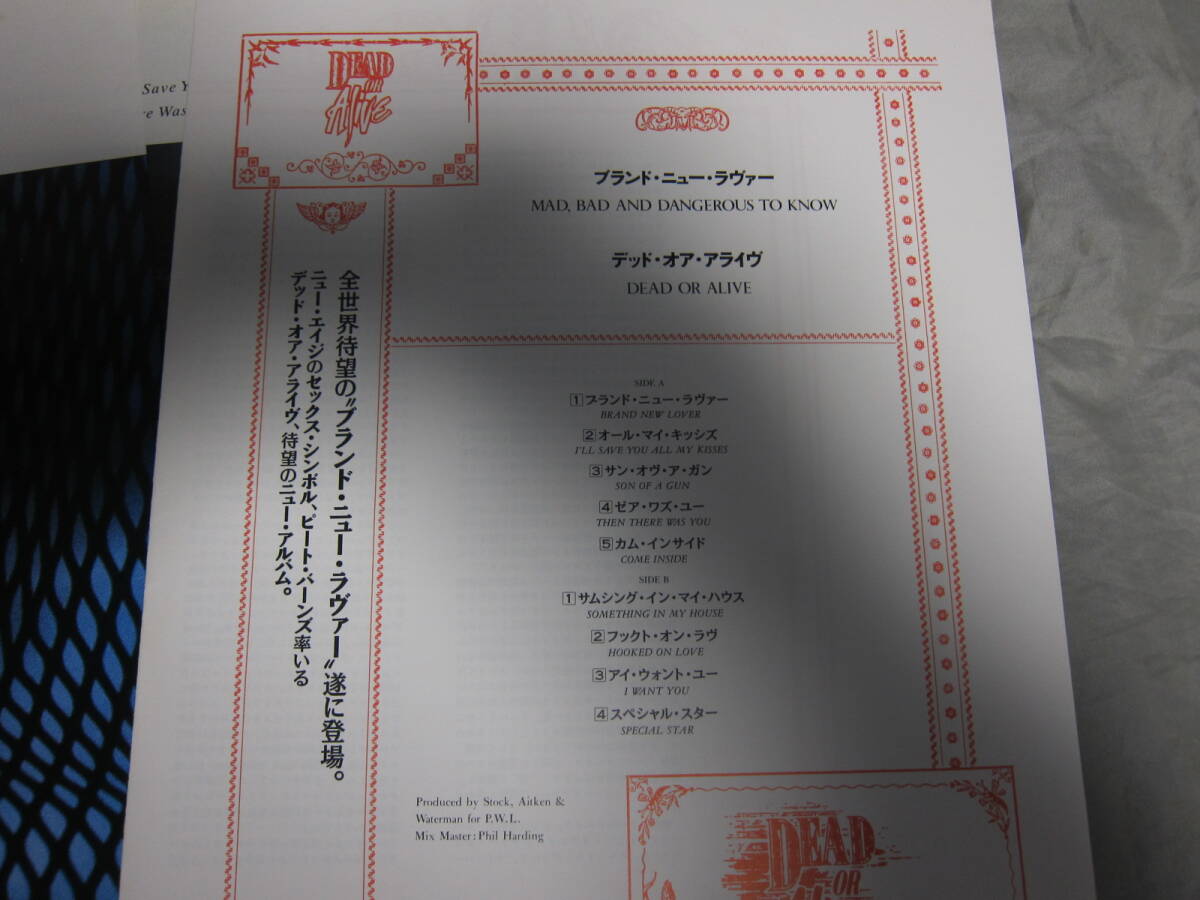 Save Y
e Was
DEAD
OR
ALIVE
ブランド・ニュー・ラヴァー
MAD, BAD AND DANGEROUS TO KNOW
デッド・オア・アライヴ
DEAD OR ALIVE
全世界待望の〝ブランド・ニュー・ラヴァー〟遂に登場。
ニュー・エイジのセックス・シンボル、ピート・バーンズ率いる
デッド・オア・アライヴ、待望のニュー・アルバム。
SIDE A
1 ブランド・ニュー・ラヴァー
BRAND NEW LOVER
2 オール・マイ・キッシズ
I'LL SAVE YOU ALL MY KISSES
3 サン・オヴ・ア・ガン
SON OF A GUN
4 ゼア・ワズ・ユー
THEN THERE WAS YOU
5 カム・インサイド
COME INSIDE
SIDE B
1 サムシング・イン・マイ・ハウス
SOMETHING IN MY HOUSE
2 フックト・オン・ラヴ
HOOKED ON LOVE
3 アイ・ウォント・ユー
I WANT YOU
4 スペシャル・スター
SPECIAL STAR
Produced by Stock, Aitken &
Waterman for P.W.L.
Mix Master: Phil Harding
DEAD
OR